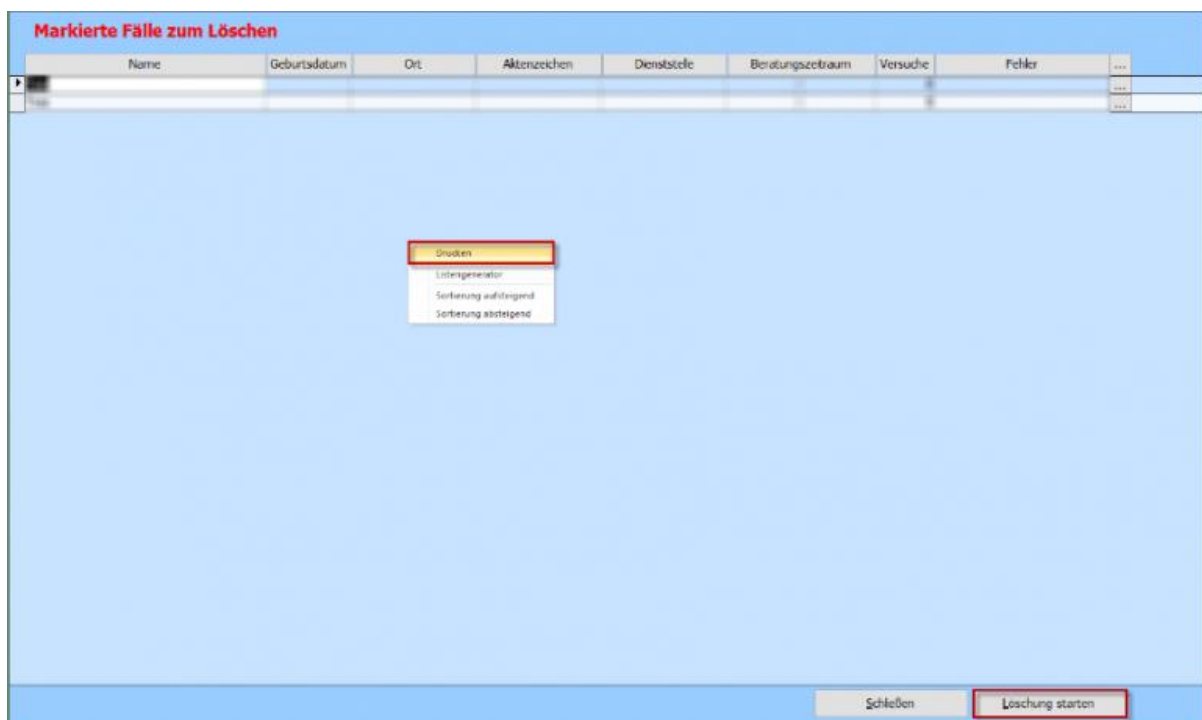 Markierte Fälle zum Löschen
Name Geburtsdatum Ort Aktenzeichen Dienststelle Beratungszeitraum Versuche Fehler ...
...
...
Drucken
Listengenerator
Sortierung aufsteigend
Sortierung absteigend
Schließen Löschung starten